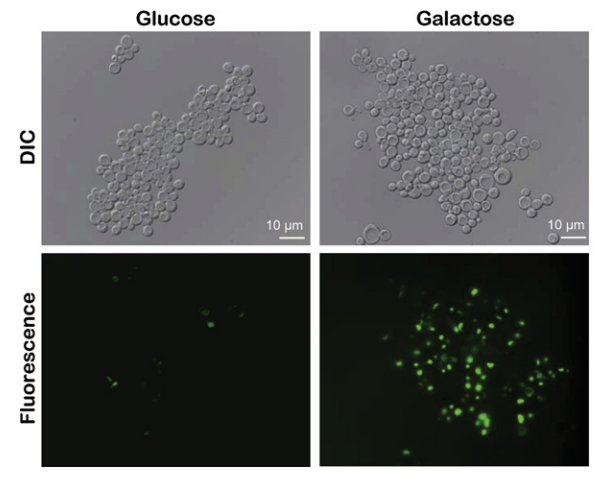 Glucose
Galactose
DIC
10 µm
10 µm
Fluorescence